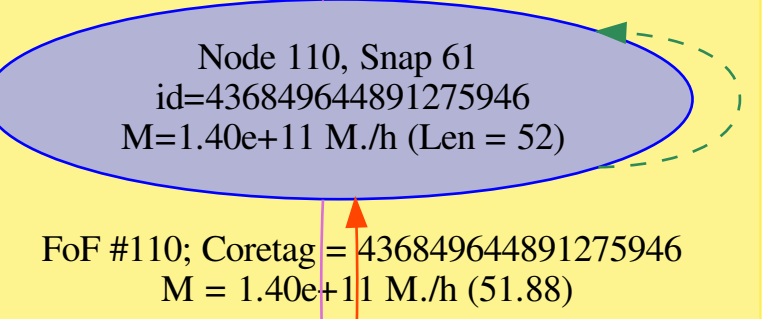 Node 110, Snap 61
id=436849644891275946
M=1.40e+11 M./h (Len = 52)
FoF #110; Coretag = 436849644891275946
M = 1.40e+11 M./h (51.88)